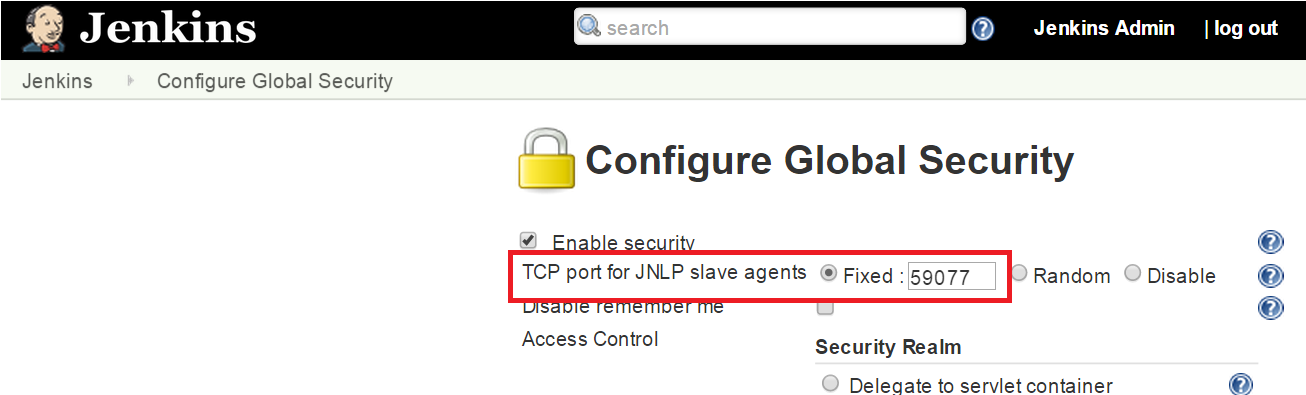 Jenkins search ? Jenkins Admin | log out
Jenkins Configure Global Security
Configure Global Security
Enable security ?
TCP port for JNLP slave agents Fixed : 59077 Random Disable ?
Disable remember me ?
Access Control
Security Realm
Delegate to servlet container ?